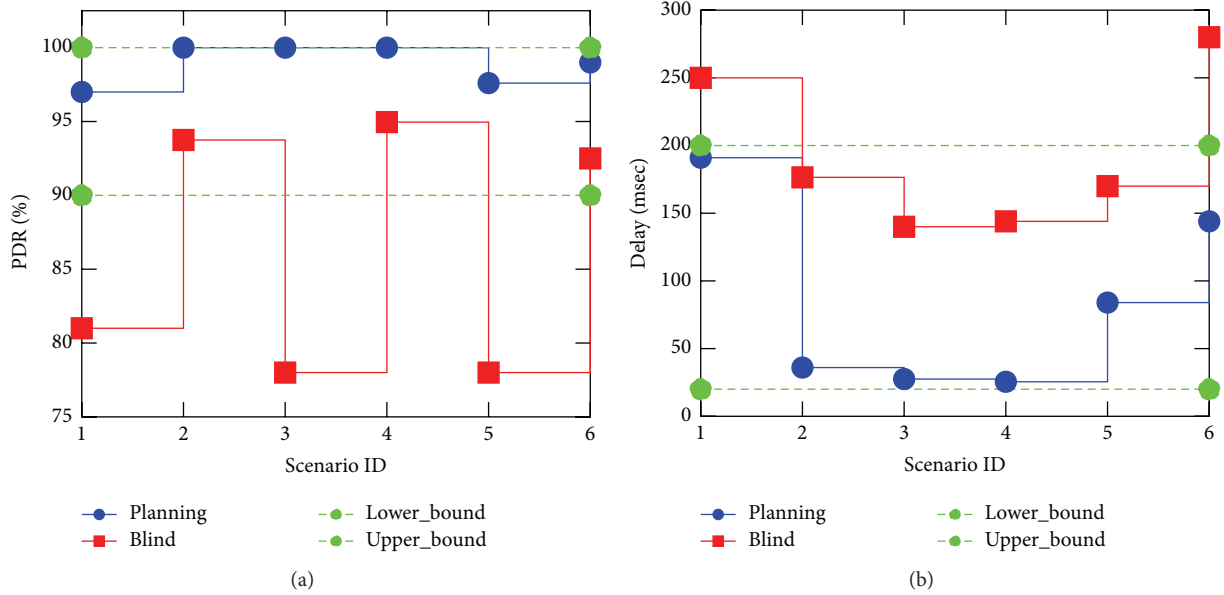 100
95
90
85
80
75
PDR (%)
1 2 3 4 5 6
Scenario ID
Planning
Blind
Lower_bound
Upper_bound
(a)
300
250
200
150
100
50
0
Delay (msec)
1 2 3 4 5 6
Scenario ID
Planning
Blind
Lower_bound
Upper_bound
(b)